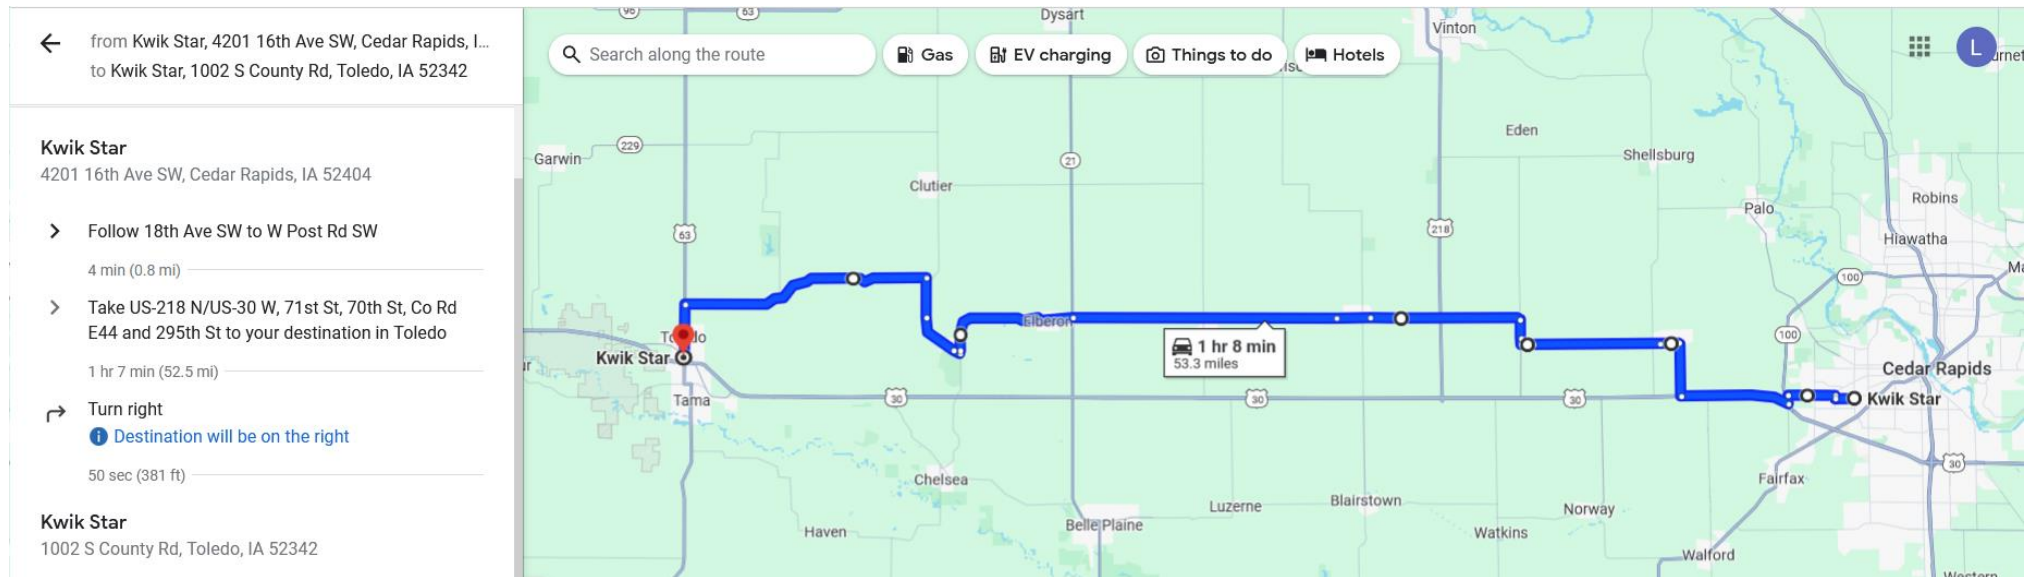 from Kwik Star, 4201 16th Ave SW, Cedar Rapids, I...
to Kwik Star, 1002 S County Rd, Toledo, IA 52342
Kwik Star
4201 16th Ave SW, Cedar Rapids, IA 52404
Follow 18th Ave SW to W Post Rd SW
4 min (0.8 mi)
Take US-218 N/US-30 W, 71st St, 70th St, Co Rd
E44 and 295th St to your destination in Toledo
1 hr 7 min (52.5 mi)
Turn right
Destination will be on the right
50 sec (381 ft)
Kwik Star
1002 S County Rd, Toledo, IA 52342
96
63
Dysart
Vinton
Search along the route
Gas
EV charging
Things to do
Hotels
L
Eden
229
Garwin
21
Shellsburg
Clutier
Robins
Palo
63
218
Hiawatha
100
Elberon
1 hr 8 min
53.3 miles
100
Kwik Star
Cedar Rapids
Tama
30
30
30
Kwik Star
30
Chelsea
Fairfax
Luzerne
Blairstown
Norway
Belle Plaine
Haven
Watkins
Walford